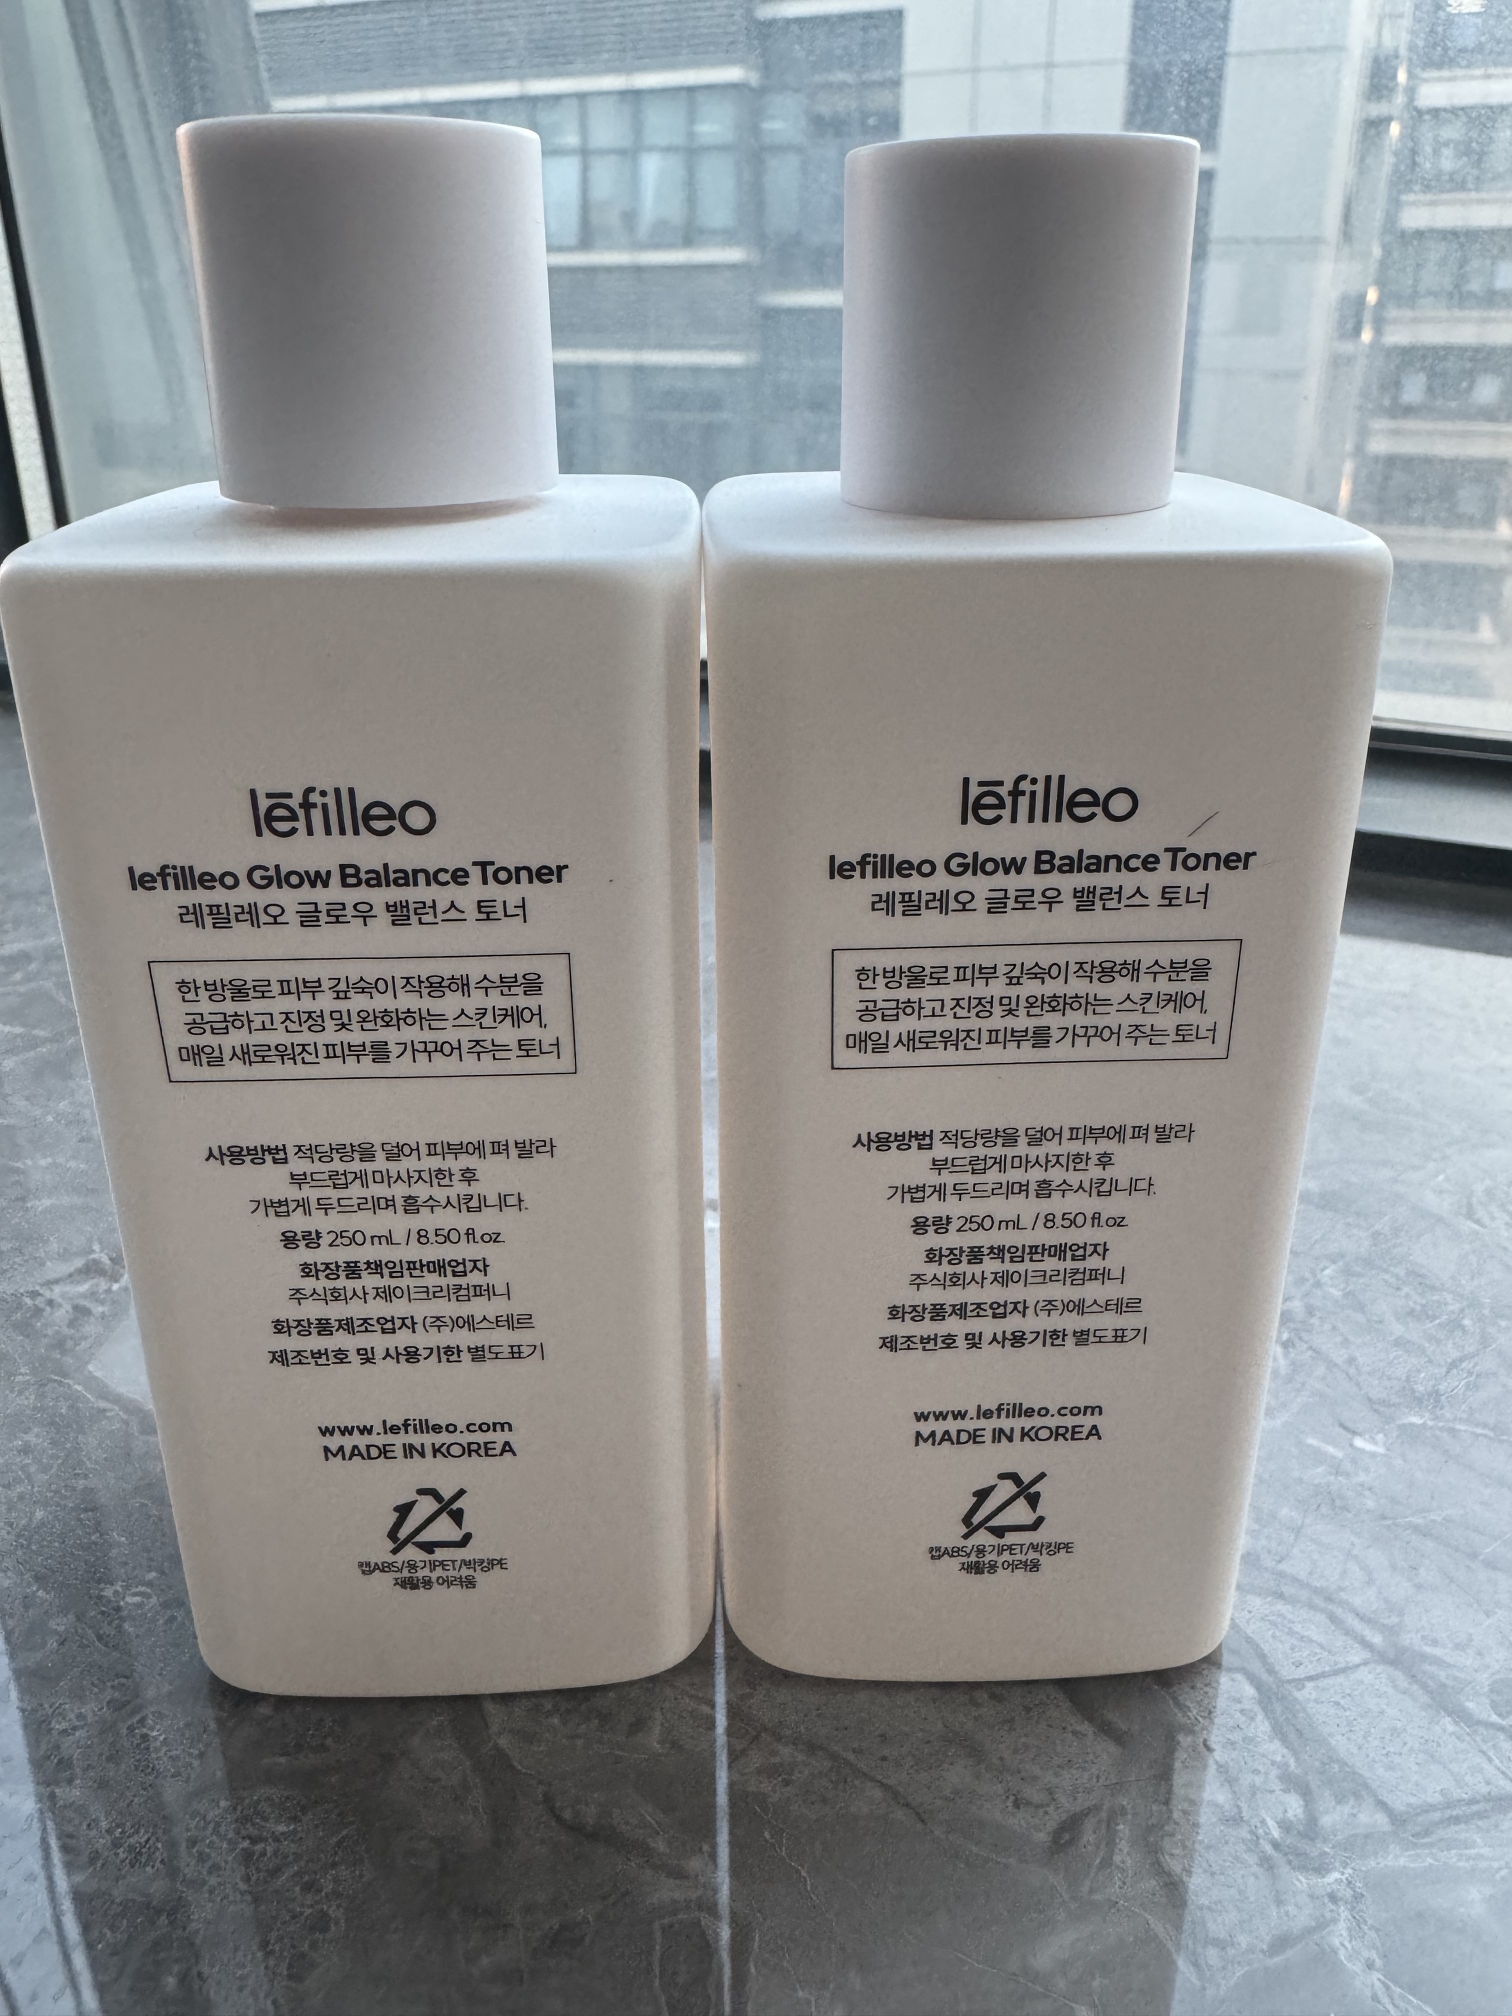 lēfilleo
lefilleo Glow Balance Toner
레필레오 글로우 밸런스 토너
한 방울로 피부 깊숙이 작용해 수분을
공급하고 진정 및 완화하는 스킨케어,
매일 새로워진 피부를 가꾸어 주는 토너
사용방법 적당량을 덜어 피부에 펴 발라
부드럽게 마사지한 후
가볍게 두드리며 흡수시킵니다.
용량 250 mL / 8.50 fl.oz.
화장품책임판매업자
주식회사 제이크리컴퍼니
화장품제조업자 (주)에스테르
제조번호 및 사용기한 별도표기
www.lefilleo.com
MADE IN KOREA
캡ABS/용기PET/박킹PE
재활용 어려움
lēfilleo
lefilleo Glow Balance Toner
레필레오 글로우 밸런스 토너
한 방울로 피부 깊숙이 작용해 수분을
공급하고 진정 및 완화하는 스킨케어,
매일 새로워진 피부를 가꾸어 주는 토너
사용방법 적당량을 덜어 피부에 펴 발라
부드럽게 마사지한 후
가볍게 두드리며 흡수시킵니다.
용량 250 mL / 8.50 fl.oz.
화장품책임판매업자
주식회사 제이크리컴퍼니
화장품제조업자 (주)에스테르
제조번호 및 사용기한 별도표기
www.lefilleo.com
MADE IN KOREA
캡ABS/용기PET/박킹PE
재활용 어려움